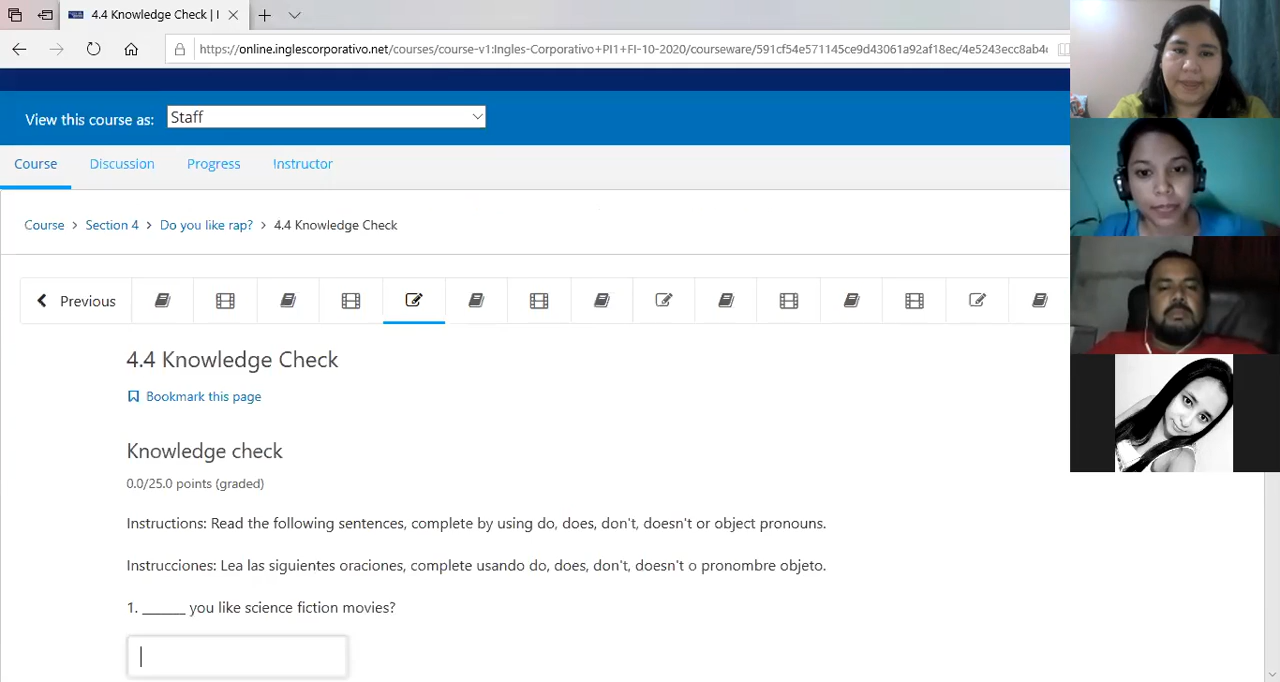 4.4 Knowledge Check | I
https://online.inglescorporativo.net/courses/course-v1:Ingles-Corporativo+PI1+FI-10-2020/courseware/591cf54e571145ce9d43061a92af18ec/4e5243ecc8ab4c
View this course as: Staff
Course Discussion Progress Instructor
Course > Section 4 > Do you like rap? > 4.4 Knowledge Check
Previous
4.4 Knowledge Check
Bookmark this page
Knowledge check
0.0/25.0 points (graded)
Instructions: Read the following sentences, complete by using do, does, don't, doesn't or object pronouns.
Instrucciones: Lea las siguientes oraciones, complete usando do, does, don't, doesn't o pronombre objeto.
1. ______ you like science fiction movies?